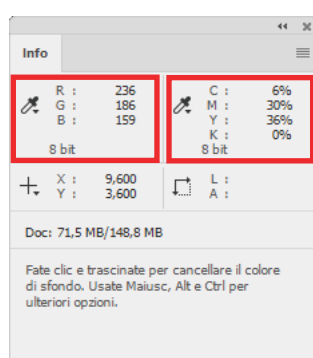 Info
R : 236 C : 6%
G : 186 M : 30%
B : 159 Y : 36%
K : 0%
8 bit 8 bit
X : 9,600 L :
Y : 3,600 A :
Doc: 71,5 MB/148,8 MB
Fate clic e trascinate per cancellare il colore
di sfondo. Usate Maiusc, Alt e Ctrl per
ulteriori opzioni.